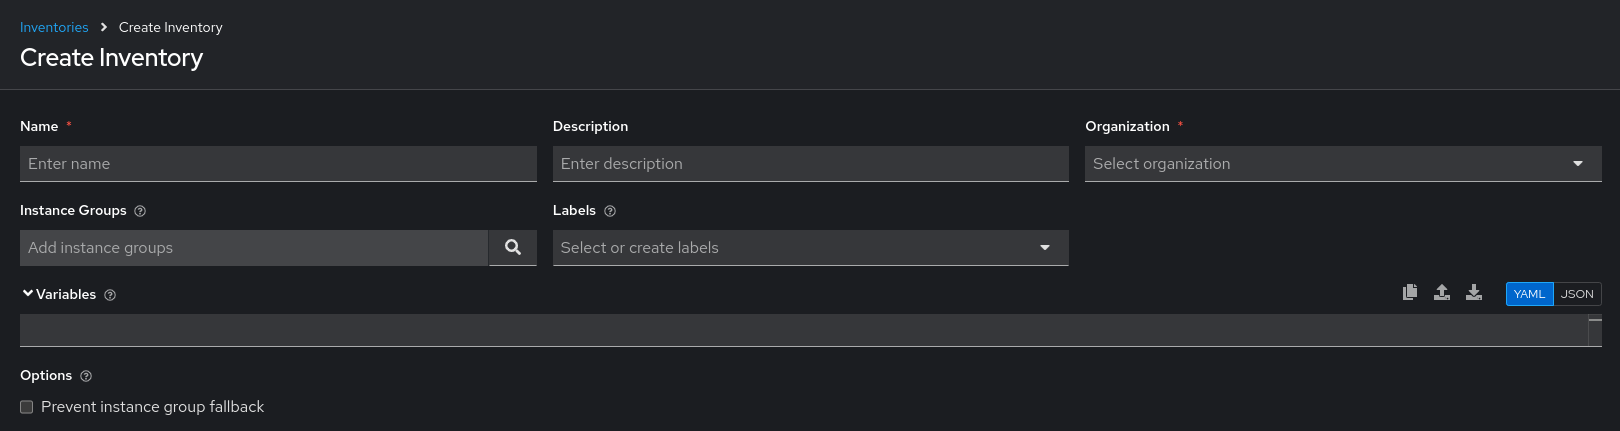 Inventories > Create Inventory
Create Inventory
Name * Description Organization *
Enter name Enter description Select organization
Instance Groups Labels
Add instance groups Select or create labels
Variables YAML JSON
Options
Prevent instance group fallback